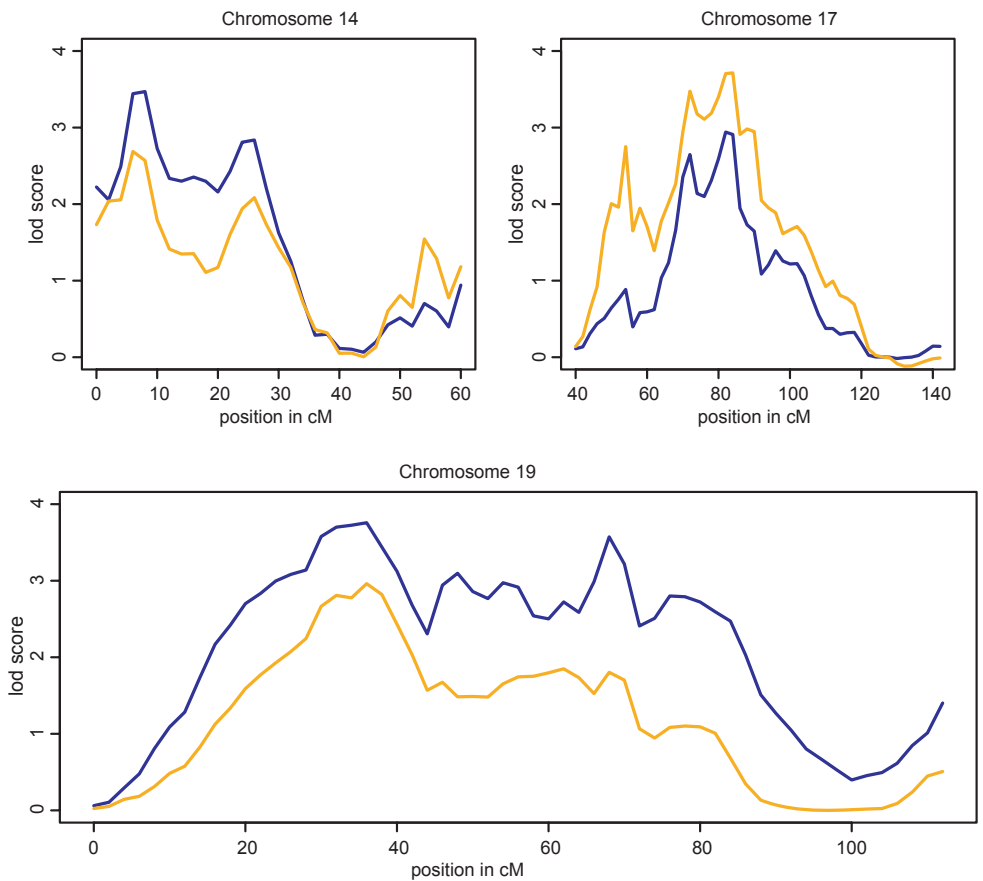 Chromosome 14
4
3
2
1
0
lod score
0 10 20 30 40 50 60
position in cM
Chromosome 17
4
3
2
1
0
lod score
40 60 80 100 120 140
position in cM
Chromosome 19
4
3
2
1
0
lod score
0 20 40 60 80 100
position in cM